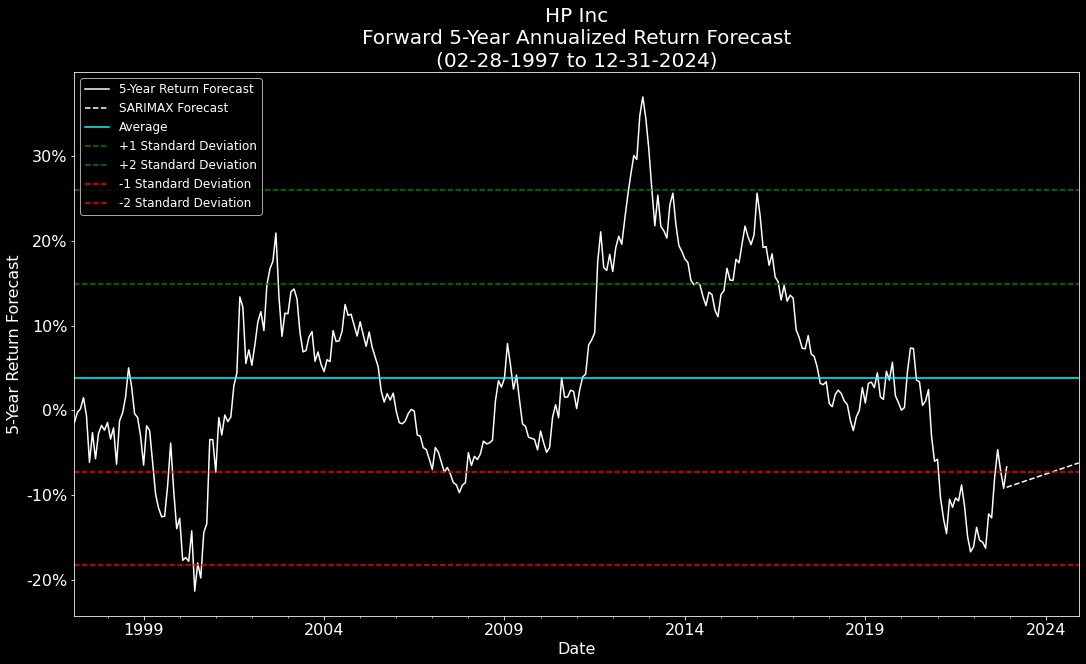 HP Inc
Forward 5-Year Annualized Return Forecast
(02-28-1997 to 12-31-2024)
5-Year Return Forecast
SARIMAX Forecast
Average
+1 Standard Deviation
+2 Standard Deviation
-1 Standard Deviation
-2 Standard Deviation
5-Year Return Forecast
30%
20%
10%
0%
-10%
-20%
1999 2004 2009 2014 2019 2024
Date